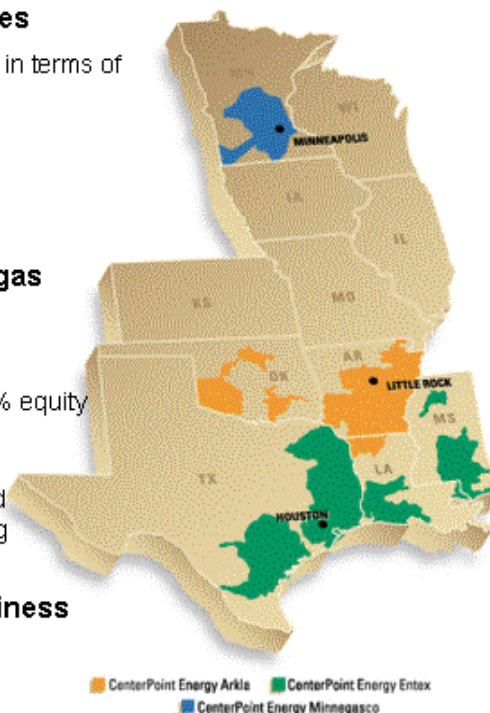 es
in terms of
gas
% equity
d
g
iness
MN
WI
MINNEAPOLIS
IA
IL
KS
MO
OK
AR
LITTLE ROCK
MS
TX
LA
HOUSTON
CenterPoint Energy Arkla
CenterPoint Energy Entex
CenterPoint Energy Minnegasco